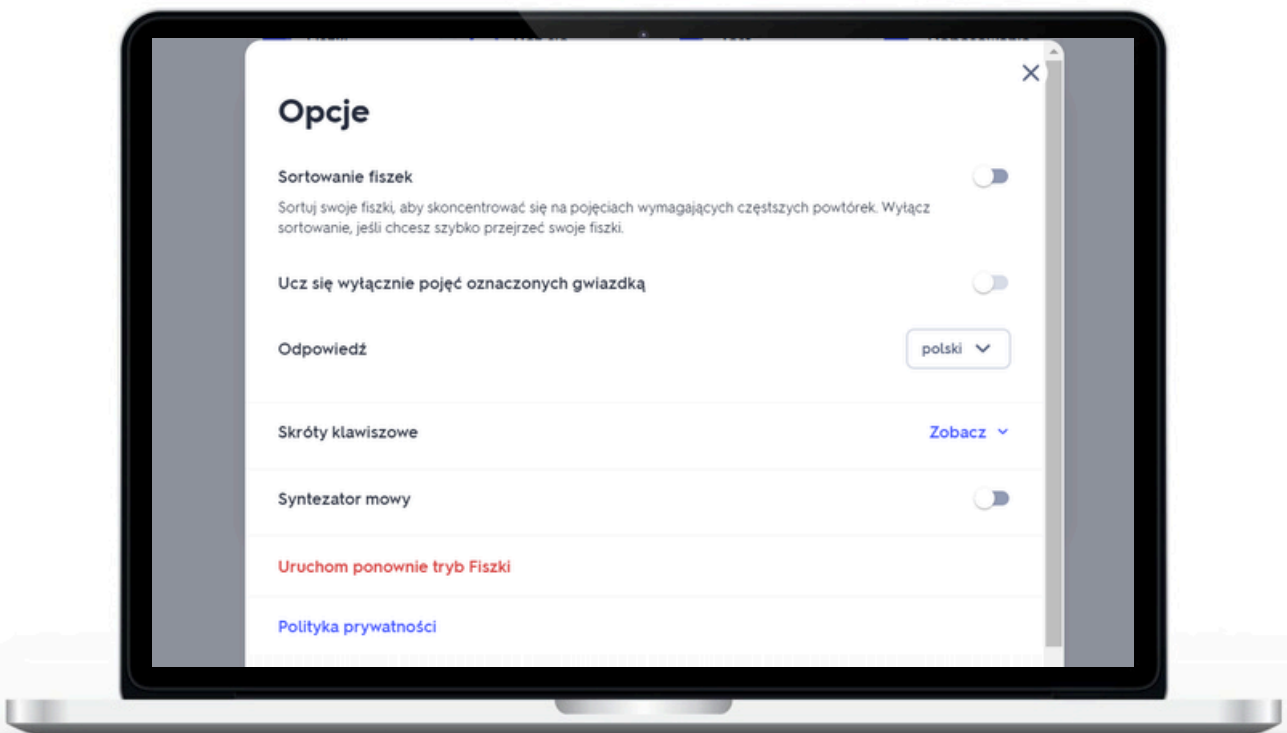 Opcje
Sortowanie fiszek
Sortuj swoje fiszki, aby skoncentrować się na pojęciach wymagających częstszych powtórek. Wyłącz
sortowanie, jeśli chcesz szybko przejrzeć swoje fiszki.
Ucz się wyłącznie pojęć oznaczonych gwiazdką
Odpowiedź
polski
Skróty klawiszowe
Zobacz
Syntezator mowy
Uruchom ponownie tryb Fiszki
Polityka prywatności